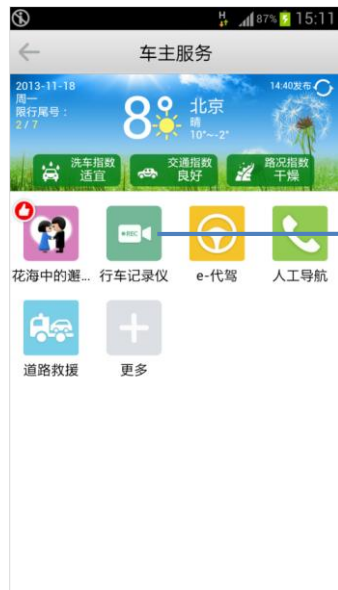 H 87% 15:11
车主服务
2013-11-18
周一
限行尾号：
2/7
8°
北京
晴
10°~-2°
14:40发布
洗车指数
适宜
交通指数
良好
路况指数
干燥
REC
花海中的邂...
行车记录仪
e-代驾
人工导航
道路救援
更多